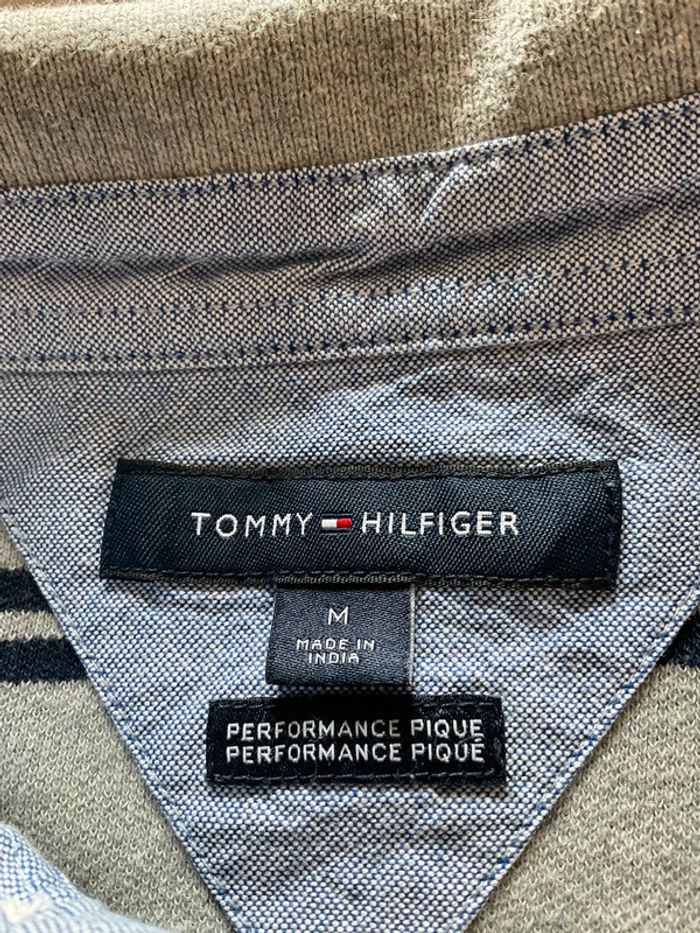 TOMMY HILFIGER
M
MADE IN
INDIA
PERFORMANCE PIQUE
PERFORMANCE PIQUÉ